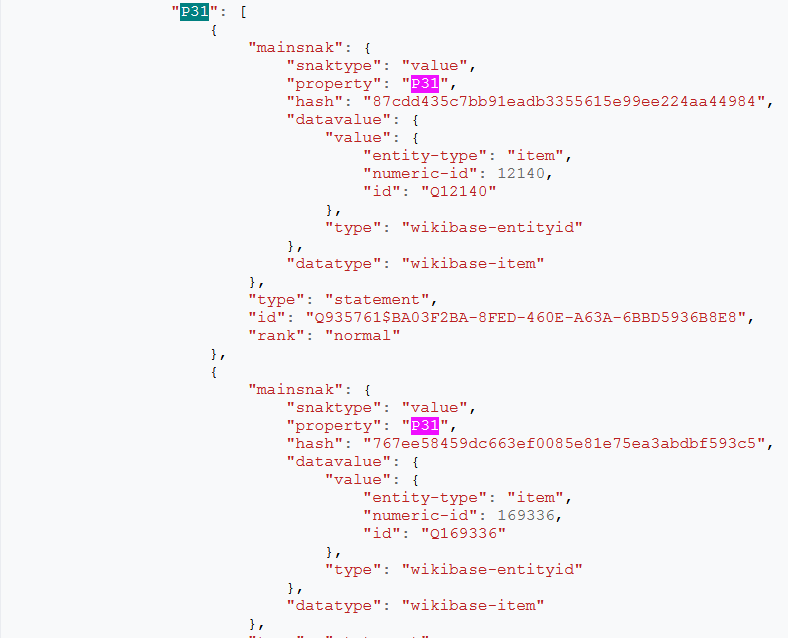 "P31": [
{
"mainsnak": {
"snaktype": "value",
"property": "P31",
"hash": "87cdd435c7bb91eadb3355615e99ee224aa44984",
"datavalue": {
"value": {
"entity-type": "item",
"numeric-id": 12140,
"id": "Q12140"
},
"type": "wikibase-entityid"
},
"datatype": "wikibase-item"
},
"type": "statement",
"id": "Q935761$BA03F2BA-8FED-460E-A63A-6BBD5936B8E8",
"rank": "normal"
},
{
"mainsnak": {
"snaktype": "value",
"property": "P31",
"hash": "767ee58459dc663ef0085e81e75ea3abdbf593c5",
"datavalue": {
"value": {
"entity-type": "item",
"numeric-id": 169336,
"id": "Q169336"
},
"type": "wikibase-entityid"
},
"datatype": "wikibase-item"
},